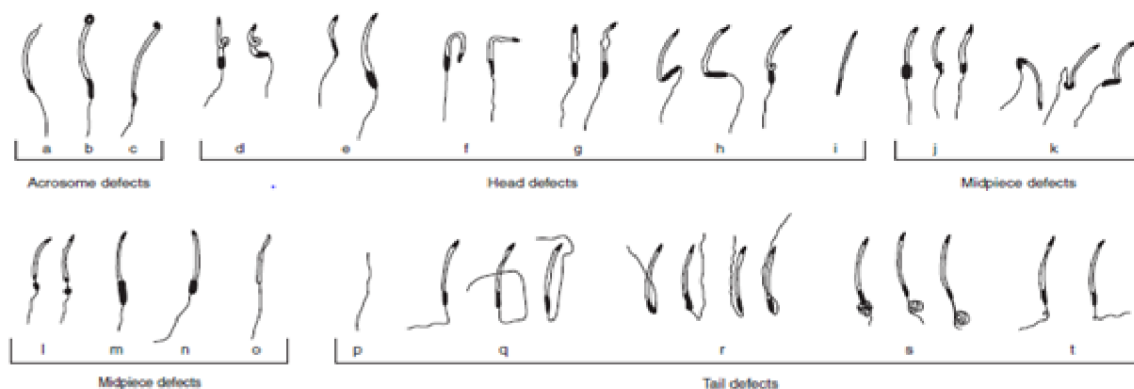 a b c d e f g h i j k
Acrosome defects Head defects Midpiece defects
l m n o p q r s t
Midpiece defects Tail defects